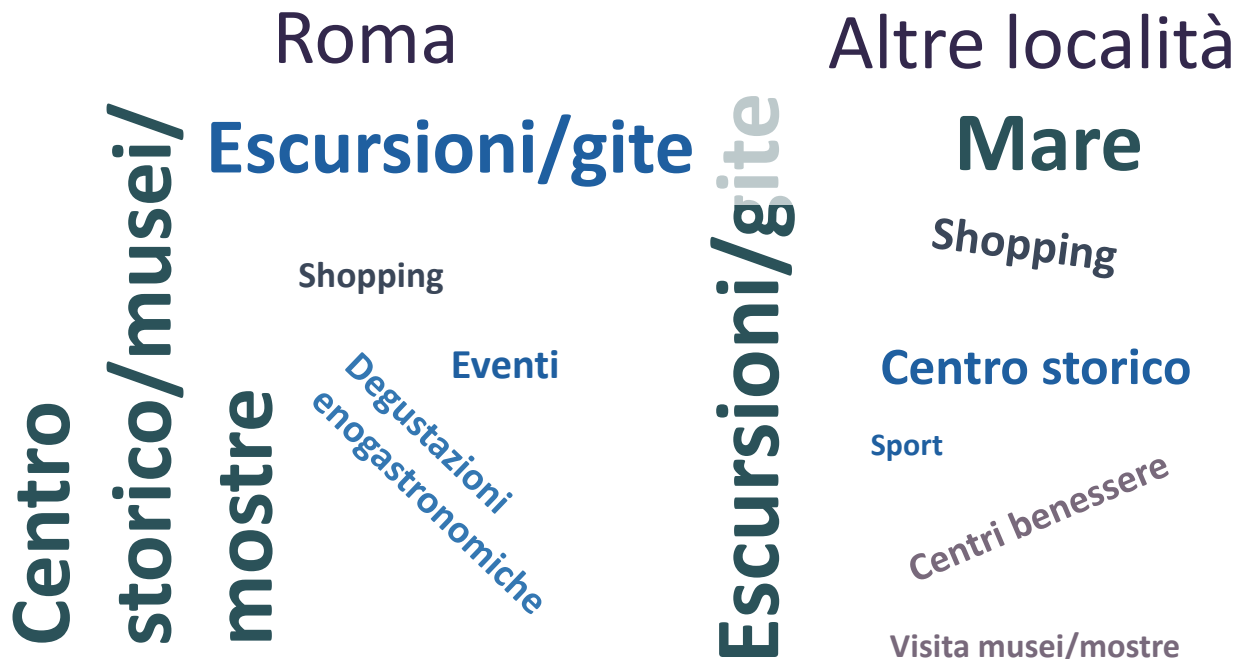 Roma
Centro
storico/musei/
mostre
Escursioni/gite
Shopping
Eventi
Degustazioni
enogastronomiche
Altre località
Escursioni/gite
Mare
Shopping
Centro storico
Sport
Centri benessere
Visita musei/mostre